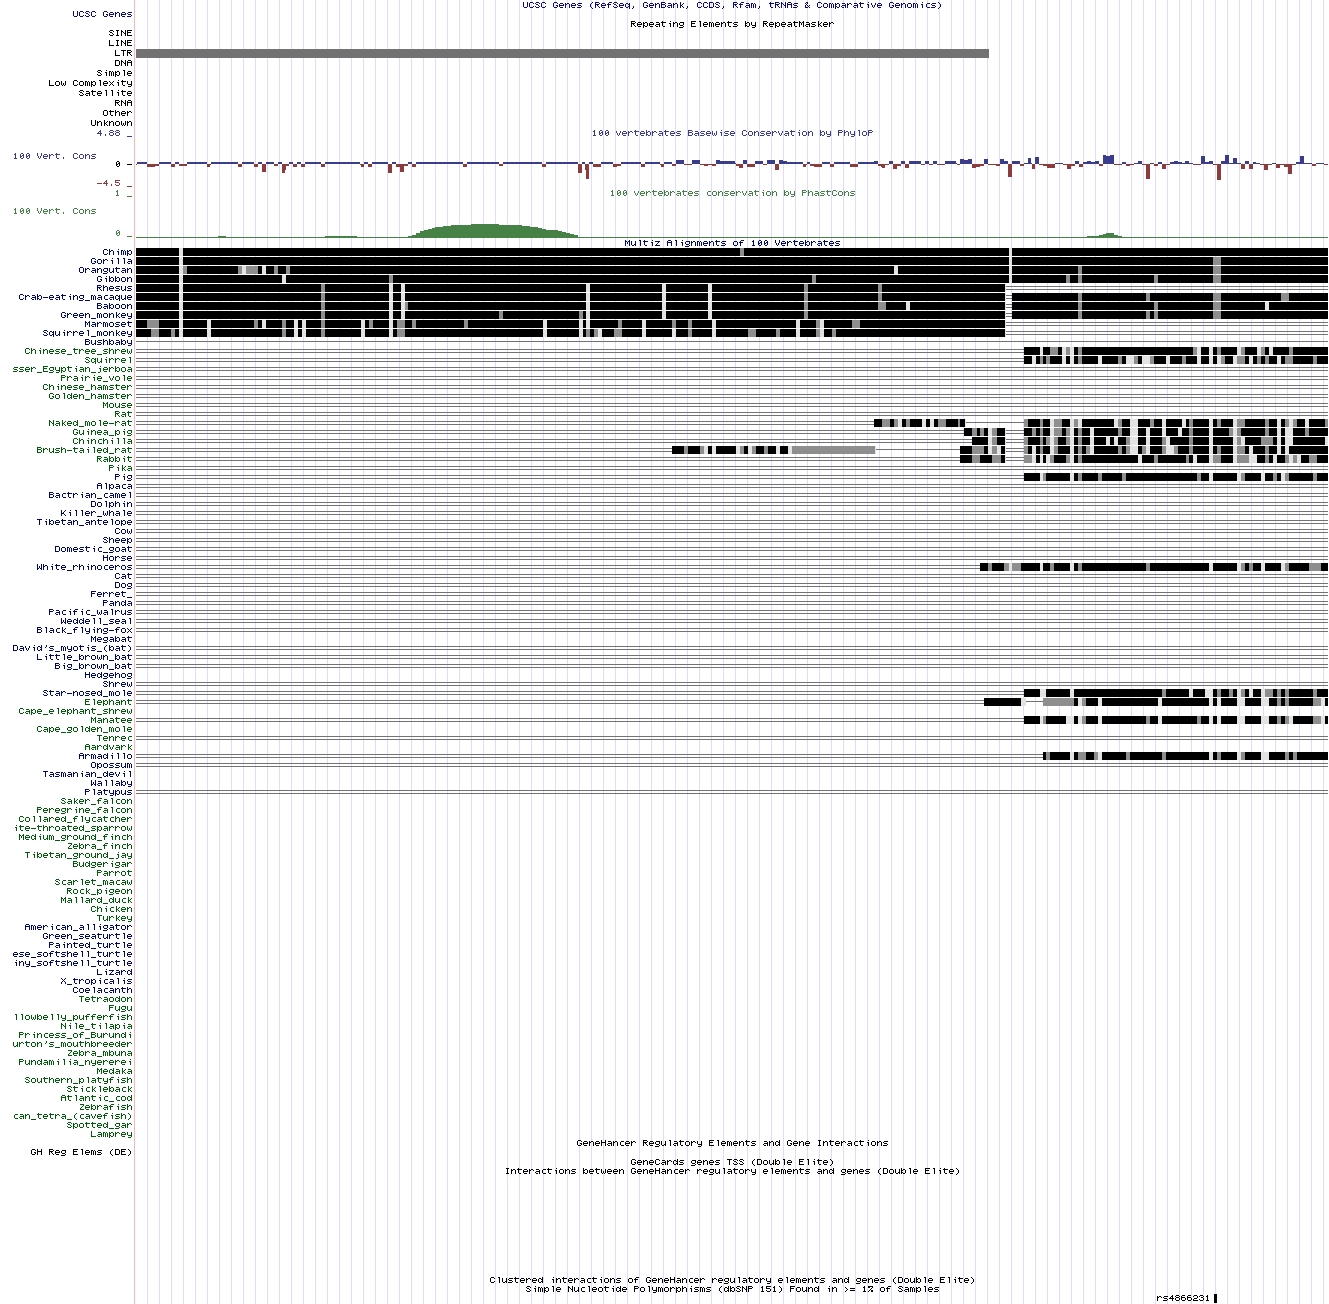 UCSC Genes (RefSeq, GenBank, CCDS, Rfam, tRNAs & Comparative Genomics)
UCSC Genes
Repeating Elements by RepeatMasker
SINE
LINE
LTR
DNA
Simple
Low Complexity
Satellite
RNA
Other
Unknown
4.88 _
100 vertebrates Basewise Conservation by PhyloP
100 Vert. Cons
0 -
-4.5 _
1 _
100 vertebrates conservation by PhastCons
100 Vert. Cons
0 _
Multiz Alignments of 100 Vertebrates
Chimp
Gorilla
Orangutan
Gibbon
Rhesus
Crab-eating_macaque
Baboon
Green_monkey
Marmoset
Squirrel_monkey
Bushbaby
Chinese_tree_shrew
Squirrel
sser_Egyptian_jerboa
Prairie_vole
Chinese_hamster
Golden_hamster
Mouse
Rat
Naked_mole-rat
Guinea_pig
Chinchilla
Brush-tailed_rat
Rabbit
Pika
Pig
Alpaca
Bactrian_camel
Dolphin
Killer_whale
Tibetan_antelope
Cow
Sheep
Domestic_goat
Horse
White_rhinoceros
Cat
Dog
Ferret_
Panda
Pacific_walrus
Weddell_seal
Black_flying-fox
Megabat
David's_myotis_(bat)
Little_brown_bat
Big_brown_bat
Hedgehog
Shrew
Star-nosed_mole
Elephant
Cape_elephant_shrew
Manatee
Cape_golden_mole
Tenrec
Aardvark
Armadillo
Opossum
Tasmanian_devil
Wallaby
Platypus
Saker_falcon
Peregrine_falcon
Collared_flycatcher
ite-throated_sparrow
Medium_ground_finch
Zebra_finch
Tibetan_ground_jay
Budgerigar
Parrot
Scarlet_macaw
Rock_pigeon
Mallard_duck
Chicken
Turkey
American_alligator
Green_seaturtle
Painted_turtle
ese_softshell_turtle
iny_softshell_turtle
Lizard
X_tropicalis
Coelacanth
Tetraodon
Fugu
llowbelly_pufferfish
Nile_tilapia
Princess_of_Burundi
urton's_mouthbreeder
Zebra_mbuna
Pundamilia_nyererei
Medaka
Southern_platyfish
Stickleback
Atlantic_cod
Zebrafish
can_tetra_(cavefish)
Spotted_gar
Lamprey
GeneHancer Regulatory Elements and Gene Interactions
GH Reg Elems (DE)
GeneCards genes TSS (Double Elite)
Interactions between GeneHancer regulatory elements and genes (Double Elite)
Clustered interactions of GeneHancer regulatory elements and genes (Double Elite)
Simple Nucleotide Polymorphisms (dbSNP 151) Found in >= 1% of Samples
rs4866231